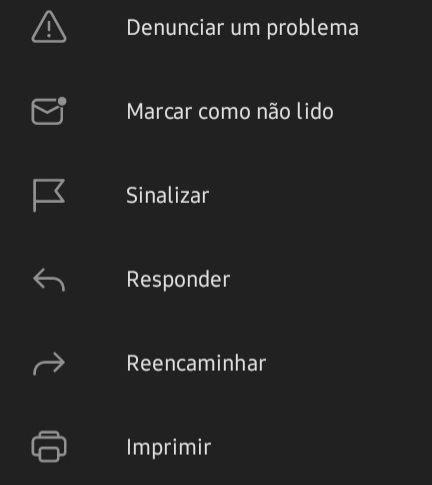 Denunciar um problema
Marcar como não lido
Sinalizar
Responder
Reencaminhar
Imprimir